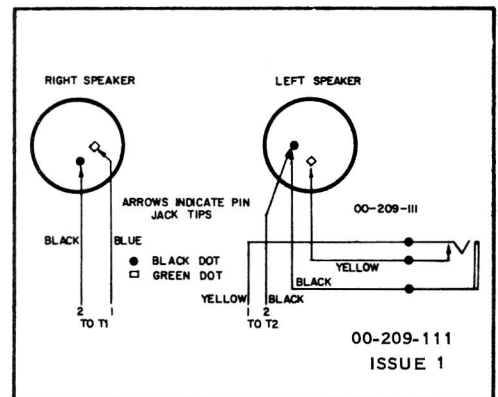 RIGHT SPEAKER
LEFT SPEAKER
ARROWS INDICATE PIN
JACK TIPS
00-209-111
BLACK
BLUE
● BLACK DOT
□ GREEN DOT
YELLOW
BLACK
YELLOW
BLACK
2 1
TO T1
1 2
TO T2
00-209-111
ISSUE 1